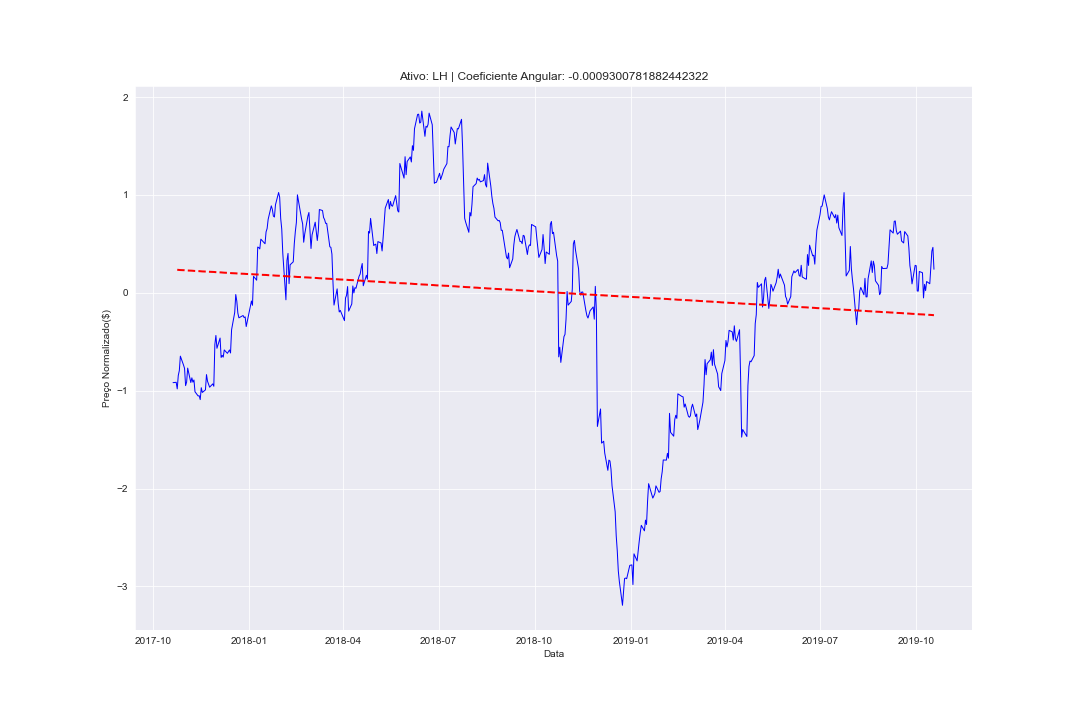 Ativo: LH | Coeficiente Angular: -0.0009300781882442322
Preço Normalizado($)
2
1
0
−1
−2
−3
2017-10 2018-01 2018-04 2018-07 2018-10 2019-01 2019-04 2019-07 2019-10
Data